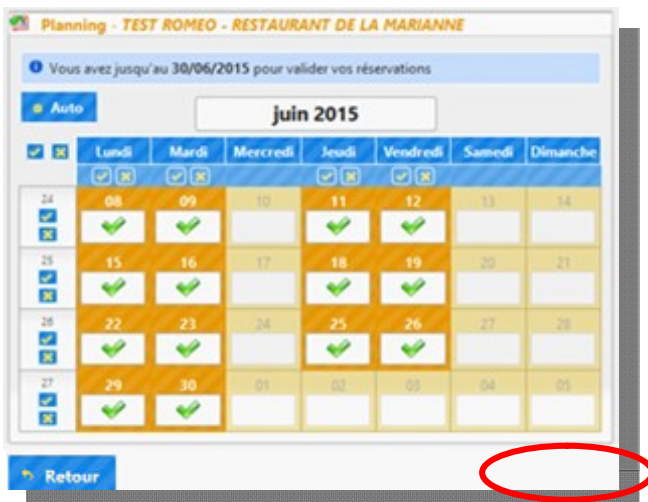 Planning - TEST ROMEO - RESTAURANT DE LA MARIANNE
Vous avez jusqu'au 30/06/2015 pour valider vos réservations
Auto
juin 2015
Lundi Mardi Mercredi Jeudi Vendredi Samedi Dimanche
24 08 09 10 11 12 13 14
25 15 16 17 18 19 20 21
26 22 23 24 25 26 27 28
27 29 30 01 02 03 04 05
Retour